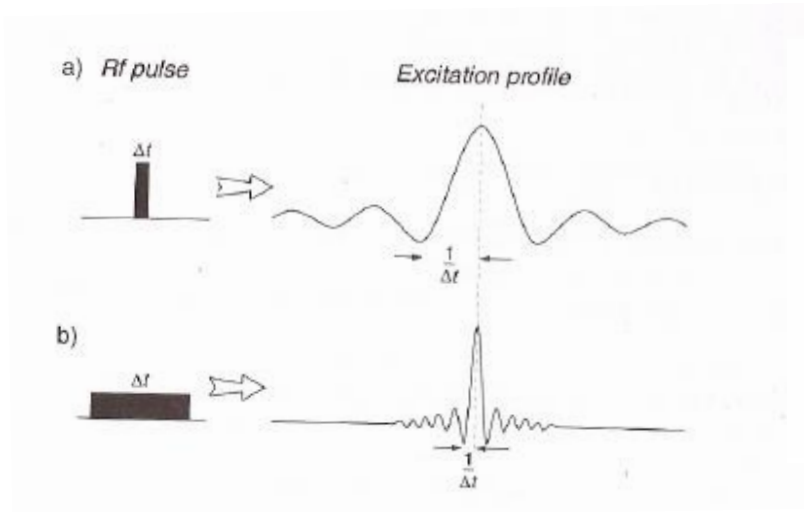 a) Rf pulse
Excitation profile
Δt
1
Δt
b)
Δt
1
Δt